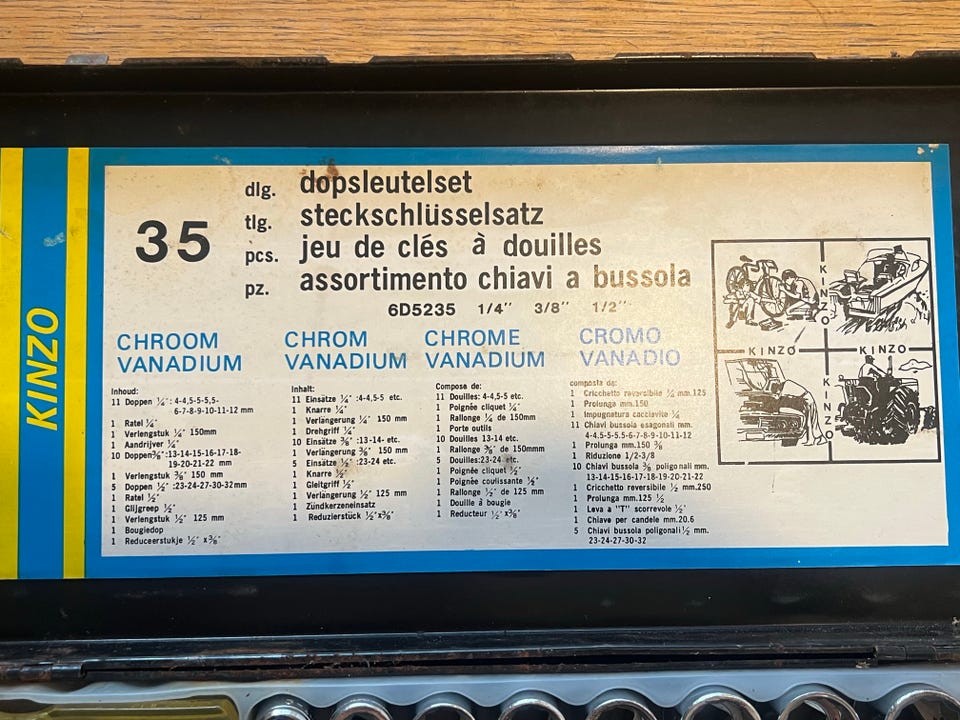 KINZO
35
dlg. dopsleutelset
tlg. steckschlüsselsatz
pcs. jeu de clés à douilles
pz. assortimento chiavi a bussola
6D5235 1/4" 3/8" 1/2"
CHROOM
VANADIUM
Inhoud:
11 Doppen ¼" :4-4,5-5-5,5-
6-7-8-9-10-11-12 mm
1 Ratel ¼"
1 Verlengstuk ¼" 150mm
1 Aandrijver ¼"
10 Doppen⅜" :13-14-15-16-17-18-
19-20-21-22 mm
1 Verlengstuk ⅜" 150 mm
5 Doppen ½" :23-24-27-30-32mm
1 Ratel ½"
1 Glijgreep ½"
1 Verlengstuk ½" 125 mm
1 Bougiedop
1 Reduceerstukje ½" x⅜"
CHROM
VANADIUM
Inhalt:
11 Einsätze ¼" :4-4,5-5 etc.
1 Knarre ¼"
1 Verlängerung ¼" 150 mm
1 Drehgriff ¼"
10 Einsätze ⅜" :13-14- etc.
1 Verlängerung ⅜" 150 mm
5 Einsätze ½" :23-24 etc.
1 Knarre ½"
1 Gleitgriff ½"
1 Verlängerung ½" 125 mm
1 Zündkerzeneinsatz
1 Reduzierstück ½"x⅜"
CHROME
VANADIUM
Compose de:
11 Douilles: 4-4,5-5 etc.
1 Poignée cliquet ¼"
1 Rallonge ¼" de 150mm
1 Porte outils
10 Douilles 13-14 etc.
1 Rallonge ⅜" de 150mmm
5 Douilles:23-24 etc.
1 Poignée cliquet ½"
1 Poignée coulissante ½"
1 Rallonge ½" de 125 mm
1 Douille à bougie
1 Reducteur ½"x⅜"
CROMO
VANADIO
composta da:
1 Cricchetto reversibile ½ mm.125
1 Prolunga mm.150
1 Impugnatura cacciavite ¼
11 Chiavi bussola esagonali mm.
4-4.5-5-5.5-6-7-8-9-10-11-12
1 Prolunga mm.150 ⅜
1 Riduzione 1/2-3/8
10 Chiavi bussola ⅜ poligonali mm.
13-14-15-16-17-18-19-20-21-22
1 Cricchetto reversibile ½ mm.250
1 Prolunga mm.125 ½
1 Leva a "T" scorrevole ½"
1 Chiave per candele mm.20.6
5 Chiavi bussola poligonali ½ mm.
23-24-27-30-32
KINZO
KINZO
KINZO
KINZO